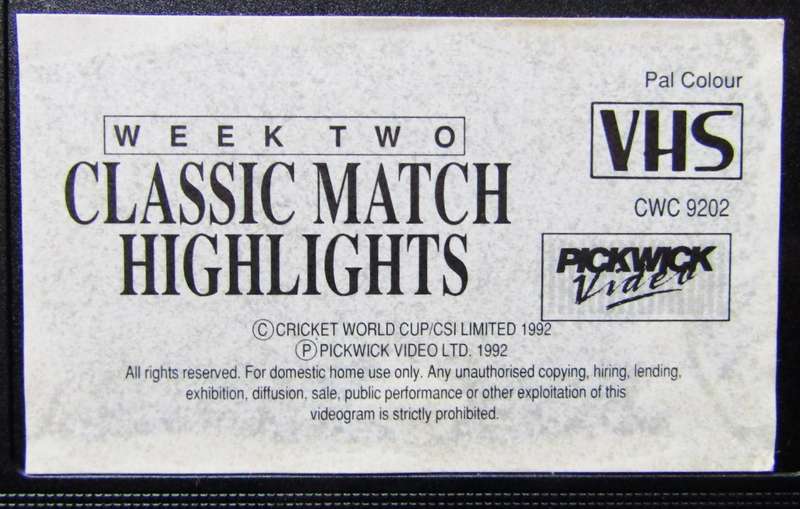 Pal Colour
VHS
CWC 9202
PICKWICK
Video
WEEK TWO
CLASSIC MATCH
HIGHLIGHTS
©CRICKET WORLD CUP/CSI LIMITED 1992
℗PICKWICK VIDEO LTD. 1992
All rights reserved. For domestic home use only. Any unauthorised copying, hiring, lending,
exhibition, diffusion, sale, public performance or other exploitation of this
videogram is strictly prohibited.